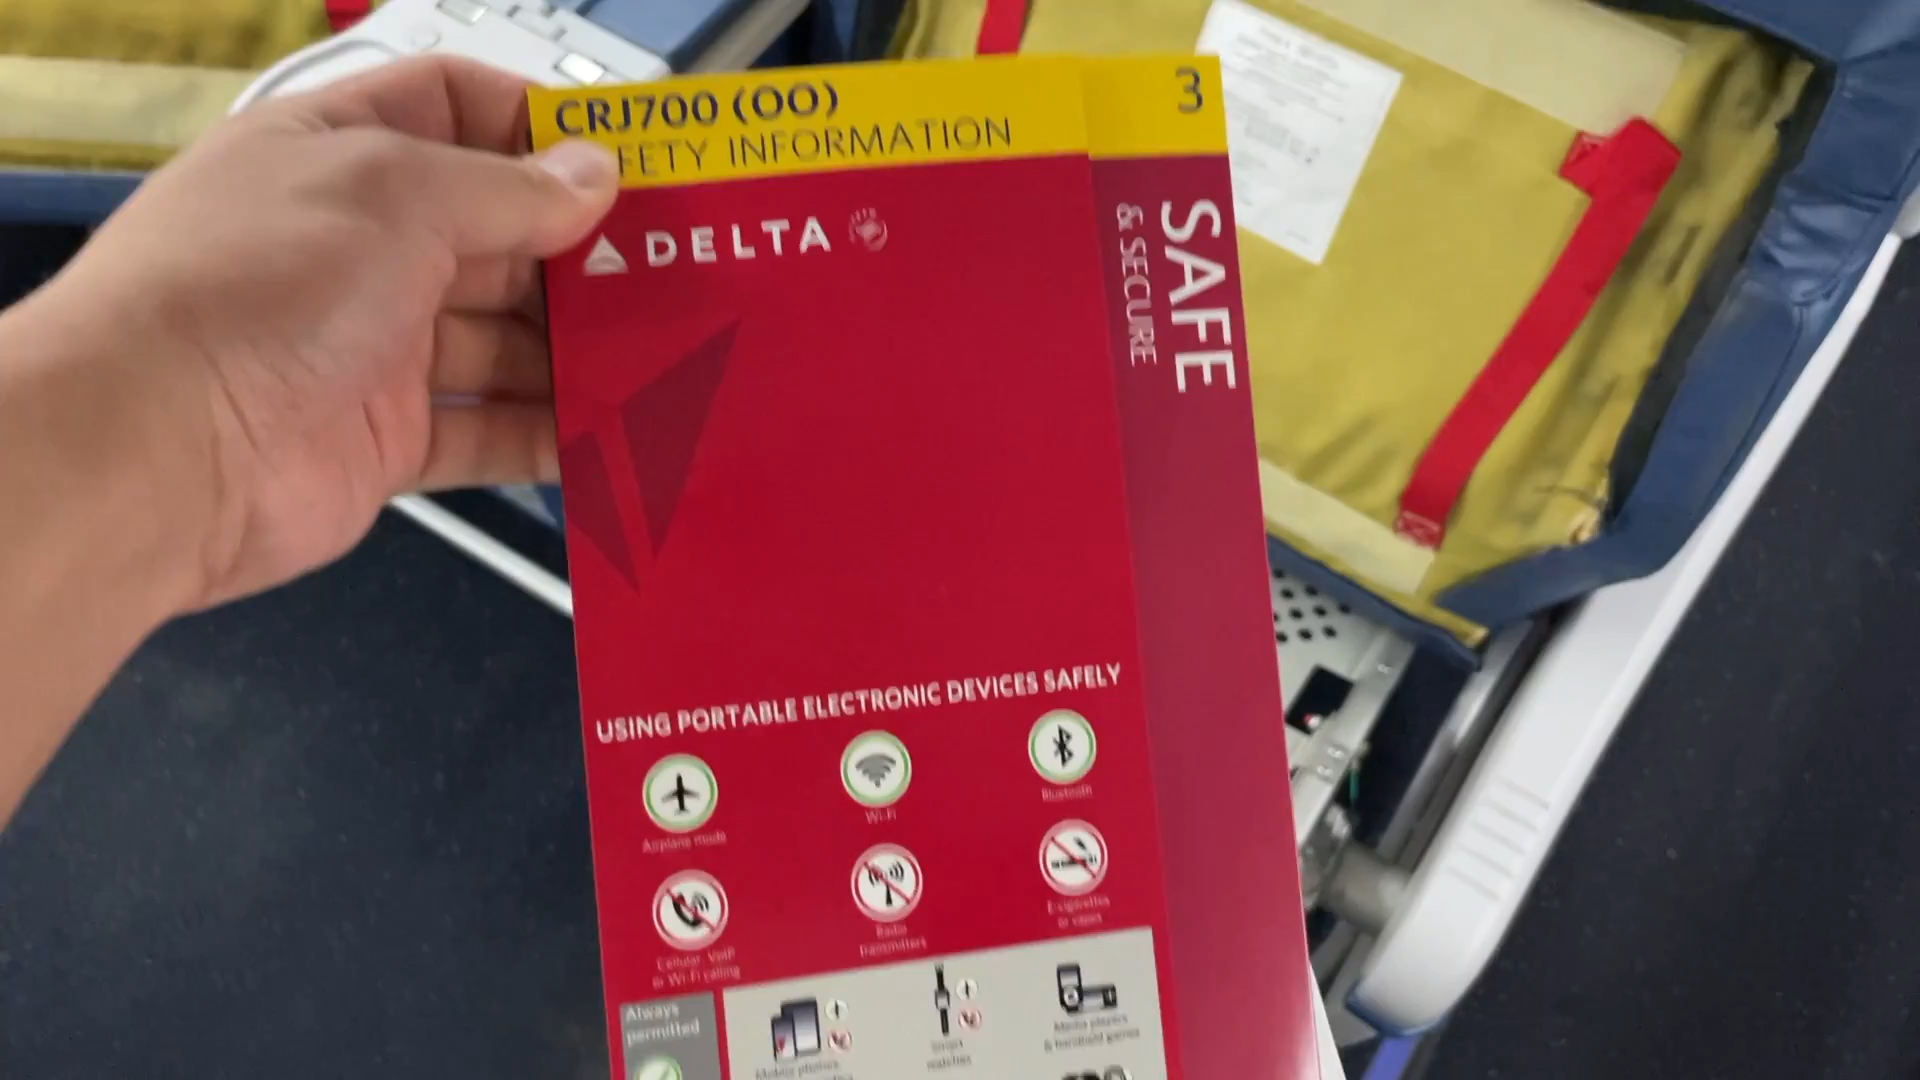 CRJ700 (OO)
FETY INFORMATION
3
DELTA
SAFE
& SECURE
USING PORTABLE ELECTRONIC DEVICES SAFELY
Airplane mode
Wi-Fi
Bluetooth
Cellular, VoIP
or Wi-Fi calling
Radio
transmitters
E-cigarettes
or vapes
Always
permitted
Mobile phones
Smart
watches
Media players
& handheld games